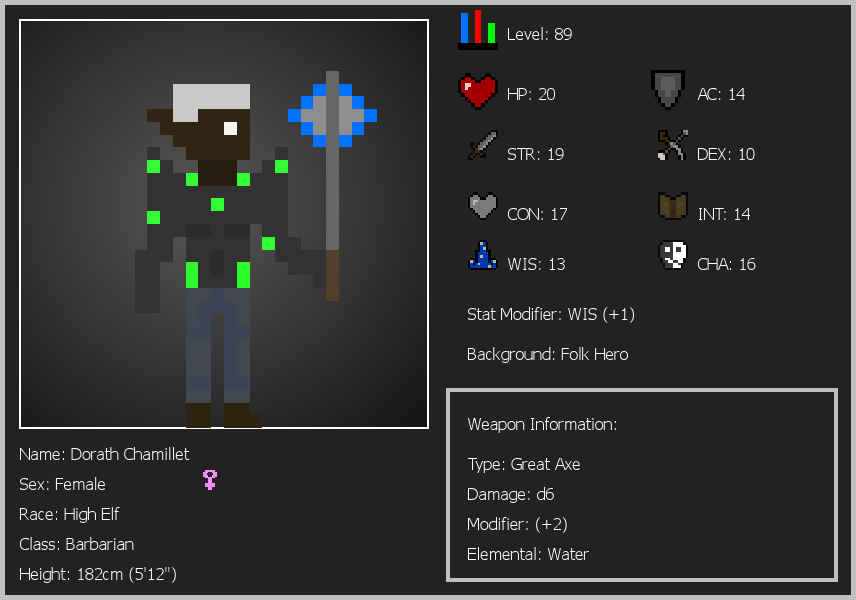 Level: 89
HP: 20
AC: 14
STR: 19
DEX: 10
CON: 17
INT: 14
WIS: 13
CHA: 16
Stat Modifier: WIS (+1)
Background: Folk Hero
Weapon Information:
Type: Great Axe
Damage: d6
Modifier: (+2)
Elemental: Water
Name: Dorath Chamillet
Sex: Female
Race: High Elf
Class: Barbarian
Height: 182cm (5'12")